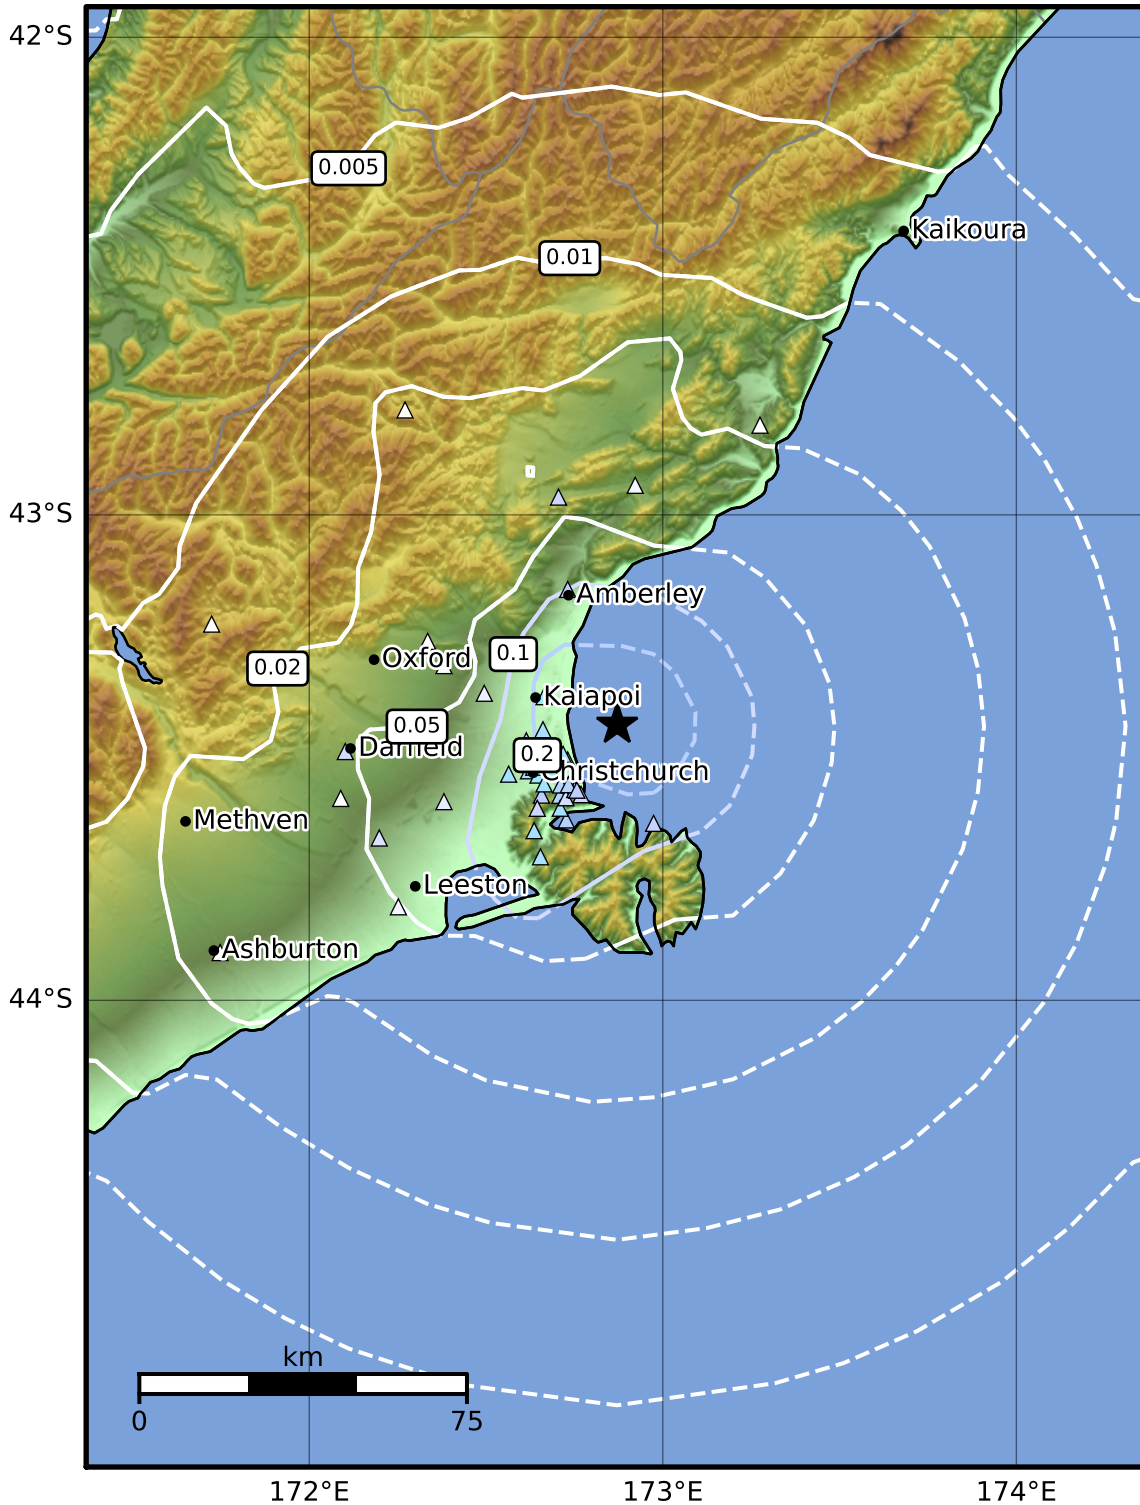 42°S
0.005
Kaikoura
0.01
43°S
Amberley
0.1
Oxford
0.02
Kaiapoi
0.05
Darfield
0.2
Christchurch
Methven
Leeston
Ashburton
44°S
km
0 75
172°E 173°E 174°E